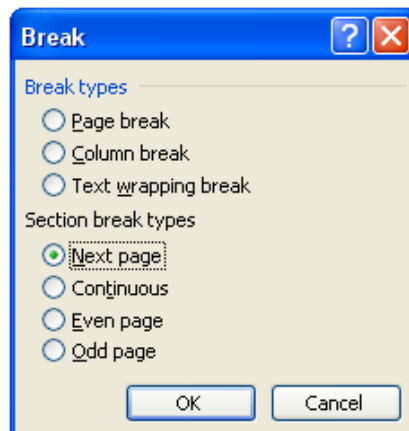 Break
?
Break types
Page break
Column break
Text wrapping break
Section break types
Next page
Continuous
Even page
Odd page
OK Cancel